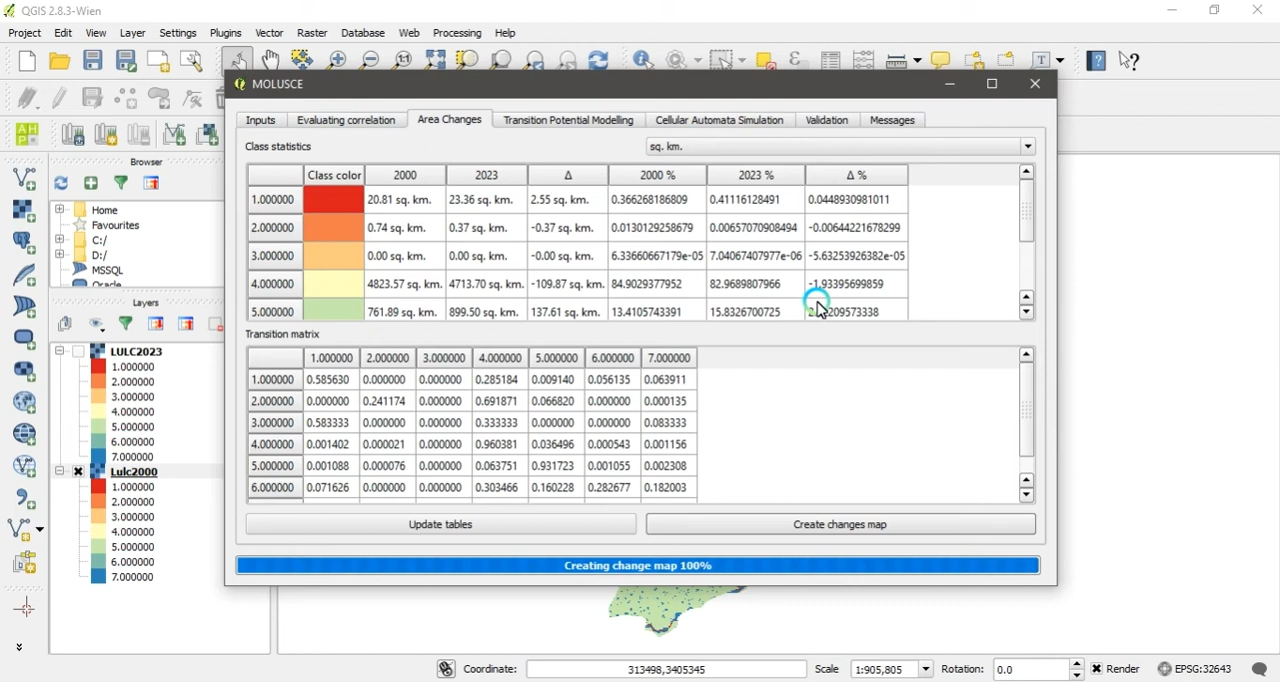 QGIS 2.8.3-Wien
Project Edit View Layer Settings Plugins Vector Raster Database Web Processing Help
MOLUSCE
Inputs Evaluating correlation Area Changes Transition Potential Modelling Cellular Automata Simulation Validation Messages
Class statistics sq. km.
Class color 2000 2023 Δ 2000 % 2023 % Δ %
1.000000 20.81 sq. km. 23.36 sq. km. 2.55 sq. km. 0.366268186809 0.41116128491 0.0448930981011
2.000000 0.74 sq. km. 0.37 sq. km. -0.37 sq. km. 0.0130129258679 0.00657070908494 -0.00644221678299
3.000000 0.00 sq. km. 0.00 sq. km. -0.00 sq. km. 6.33660667179e-05 7.04067407977e-06 -5.63253926382e-05
4.000000 4823.57 sq. km. 4713.70 sq. km. -109.87 sq. km. 84.9029377952 82.9689807966 -1.93395699859
5.000000 761.89 sq. km. 899.50 sq. km. 137.61 sq. km. 13.4105743391 15.8326700725
Transition matrix
1.000000 2.000000 3.000000 4.000000 5.000000 6.000000 7.000000
1.000000 0.585630 0.000000 0.000000 0.285184 0.009140 0.056135 0.063911
2.000000 0.000000 0.241174 0.000000 0.691871 0.066820 0.000000 0.000135
3.000000 0.583333 0.000000 0.000000 0.333333 0.000000 0.000000 0.083333
4.000000 0.001402 0.000021 0.000000 0.960381 0.036496 0.000543 0.001156
5.000000 0.001088 0.000076 0.000000 0.063751 0.931723 0.001055 0.002308
6.000000 0.071626 0.000000 0.000000 0.303466 0.160228 0.282677 0.182003
Update tables Create changes map
Creating change map 100%
Browser
Home
Favourites
C:/
D:/
MSSQL
Oracle
Layers
LULC2023
1.000000
2.000000
3.000000
4.000000
5.000000
6.000000
7.000000
Lulc2000
1.000000
2.000000
3.000000
4.000000
5.000000
6.000000
7.000000
Coordinate: 313498,3405345 Scale 1:905,805 Rotation: 0.0 Render EPSG:32643